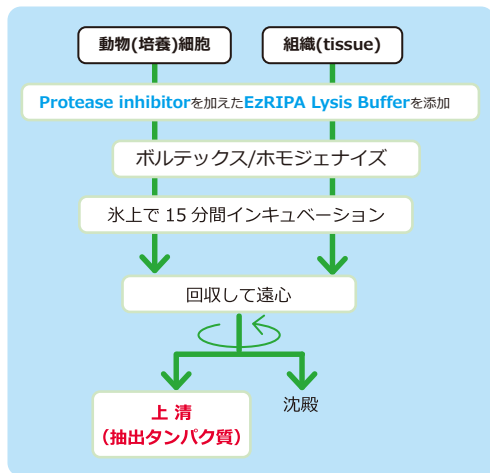 動物(培養)細胞
組織(tissue)
Protease inhibitorを加えたEzRIPA Lysis Bufferを添加
ボルテックス/ホモジェナイズ
氷上で 15 分間インキュベーション
回収して遠心
上 清
（抽出タンパク質）
沈殿